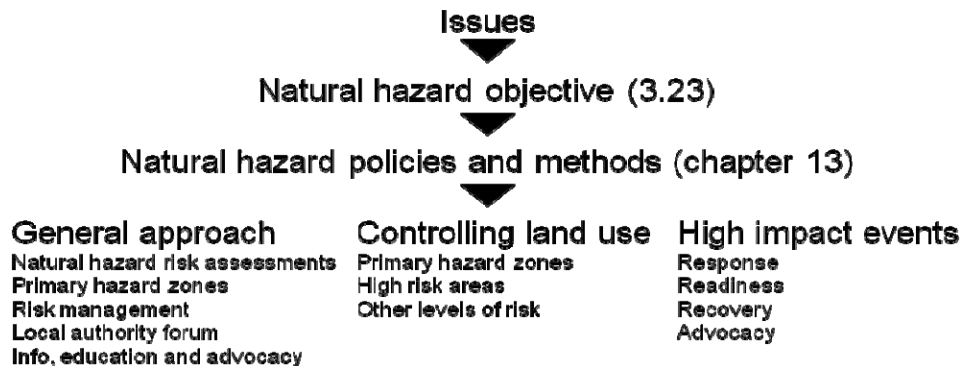 Issues
Natural hazard objective (3.23)
Natural hazard policies and methods (chapter 13)
General approach
Natural hazard risk assessments
Primary hazard zones
Risk management
Local authority forum
Info, education and advocacy
Controlling land use
Primary hazard zones
High risk areas
Other levels of risk
High impact events
Response
Readiness
Recovery
Advocacy